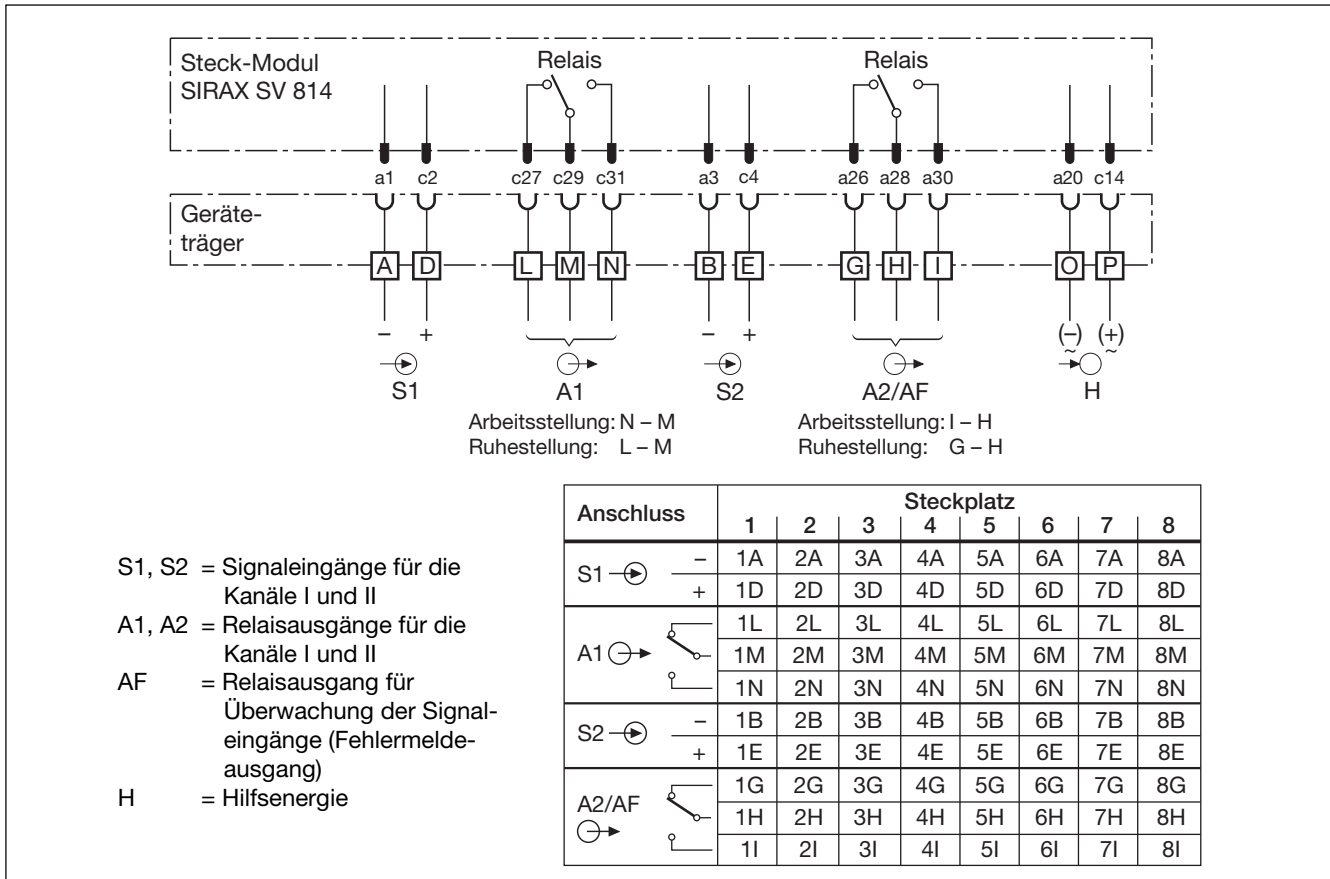 Steck-Modul
SIRAX SV 814
Relais
Relais
a1 c2 c27 c29 c31 a3 c4 a26 a28 a30 a20 c14
Geräte-
träger
A D L M N B E G H I O P
– + – + (–) (+)
~ ~
S1 A1 S2 A2/AF H
Arbeitsstellung: N – M
Ruhestellung: L – M
Arbeitsstellung: I – H
Ruhestellung: G – H
S1, S2 = Signaleingänge für die
Kanäle I und II
A1, A2 = Relaisausgänge für die
Kanäle I und II
AF = Relaisausgang für
Überwachung der Signal-
eingänge (Fehlermelde-
ausgang)
H = Hilfsenergie
Anschluss Steckplatz
1 2 3 4 5 6 7 8
S1 – 1A 2A 3A 4A 5A 6A 7A 8A
+ 1D 2D 3D 4D 5D 6D 7D 8D
1L 2L 3L 4L 5L 6L 7L 8L
A1 1M 2M 3M 4M 5M 6M 7M 8M
1N 2N 3N 4N 5N 6N 7N 8N
S2 – 1B 2B 3B 4B 5B 6B 7B 8B
+ 1E 2E 3E 4E 5E 6E 7E 8E
1G 2G 3G 4G 5G 6G 7G 8G
A2/AF 1H 2H 3H 4H 5H 6H 7H 8H
1I 2I 3I 4I 5I 6I 7I 8I